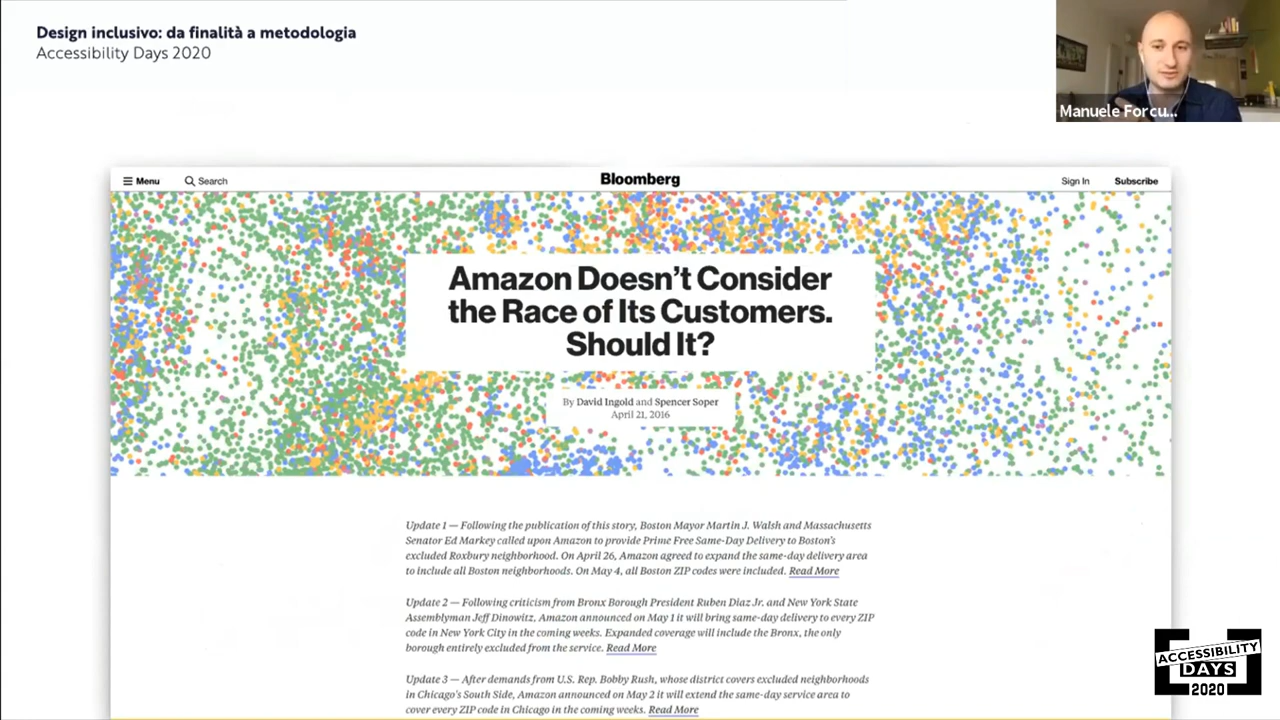 Design inclusivo: da finalità a metodologia
Accessibility Days 2020
Manuele Forcu...
Menu
Search
Bloomberg
Sign In
Subscribe
Amazon Doesn't Consider
the Race of Its Customers.
Should It?
By David Ingold and Spencer Soper
April 21, 2016
Update 1 — Following the publication of this story, Boston Mayor Martin J. Walsh and Massachusetts
Senator Ed Markey called upon Amazon to provide Prime Free Same-Day Delivery to Boston's
excluded Roxbury neighborhood. On April 26, Amazon agreed to expand the same-day delivery area
to include all Boston neighborhoods. On May 4, all Boston ZIP codes were included. Read More
Update 2 — Following criticism from Bronx Borough President Ruben Diaz Jr. and New York State
Assemblyman Jeff Dinowitz, Amazon announced on May 1 it will bring same-day delivery to every ZIP
code in New York City in the coming weeks. Expanded coverage will include the Bronx, the only
borough entirely excluded from the service. Read More
Update 3 — After demands from U.S. Rep. Bobby Rush, whose district covers excluded neighborhoods
in Chicago's South Side, Amazon announced on May 2 it will extend the same-day service area to
cover every ZIP code in Chicago in the coming weeks. Read More
ACCESSIBILITY
DAYS
2020